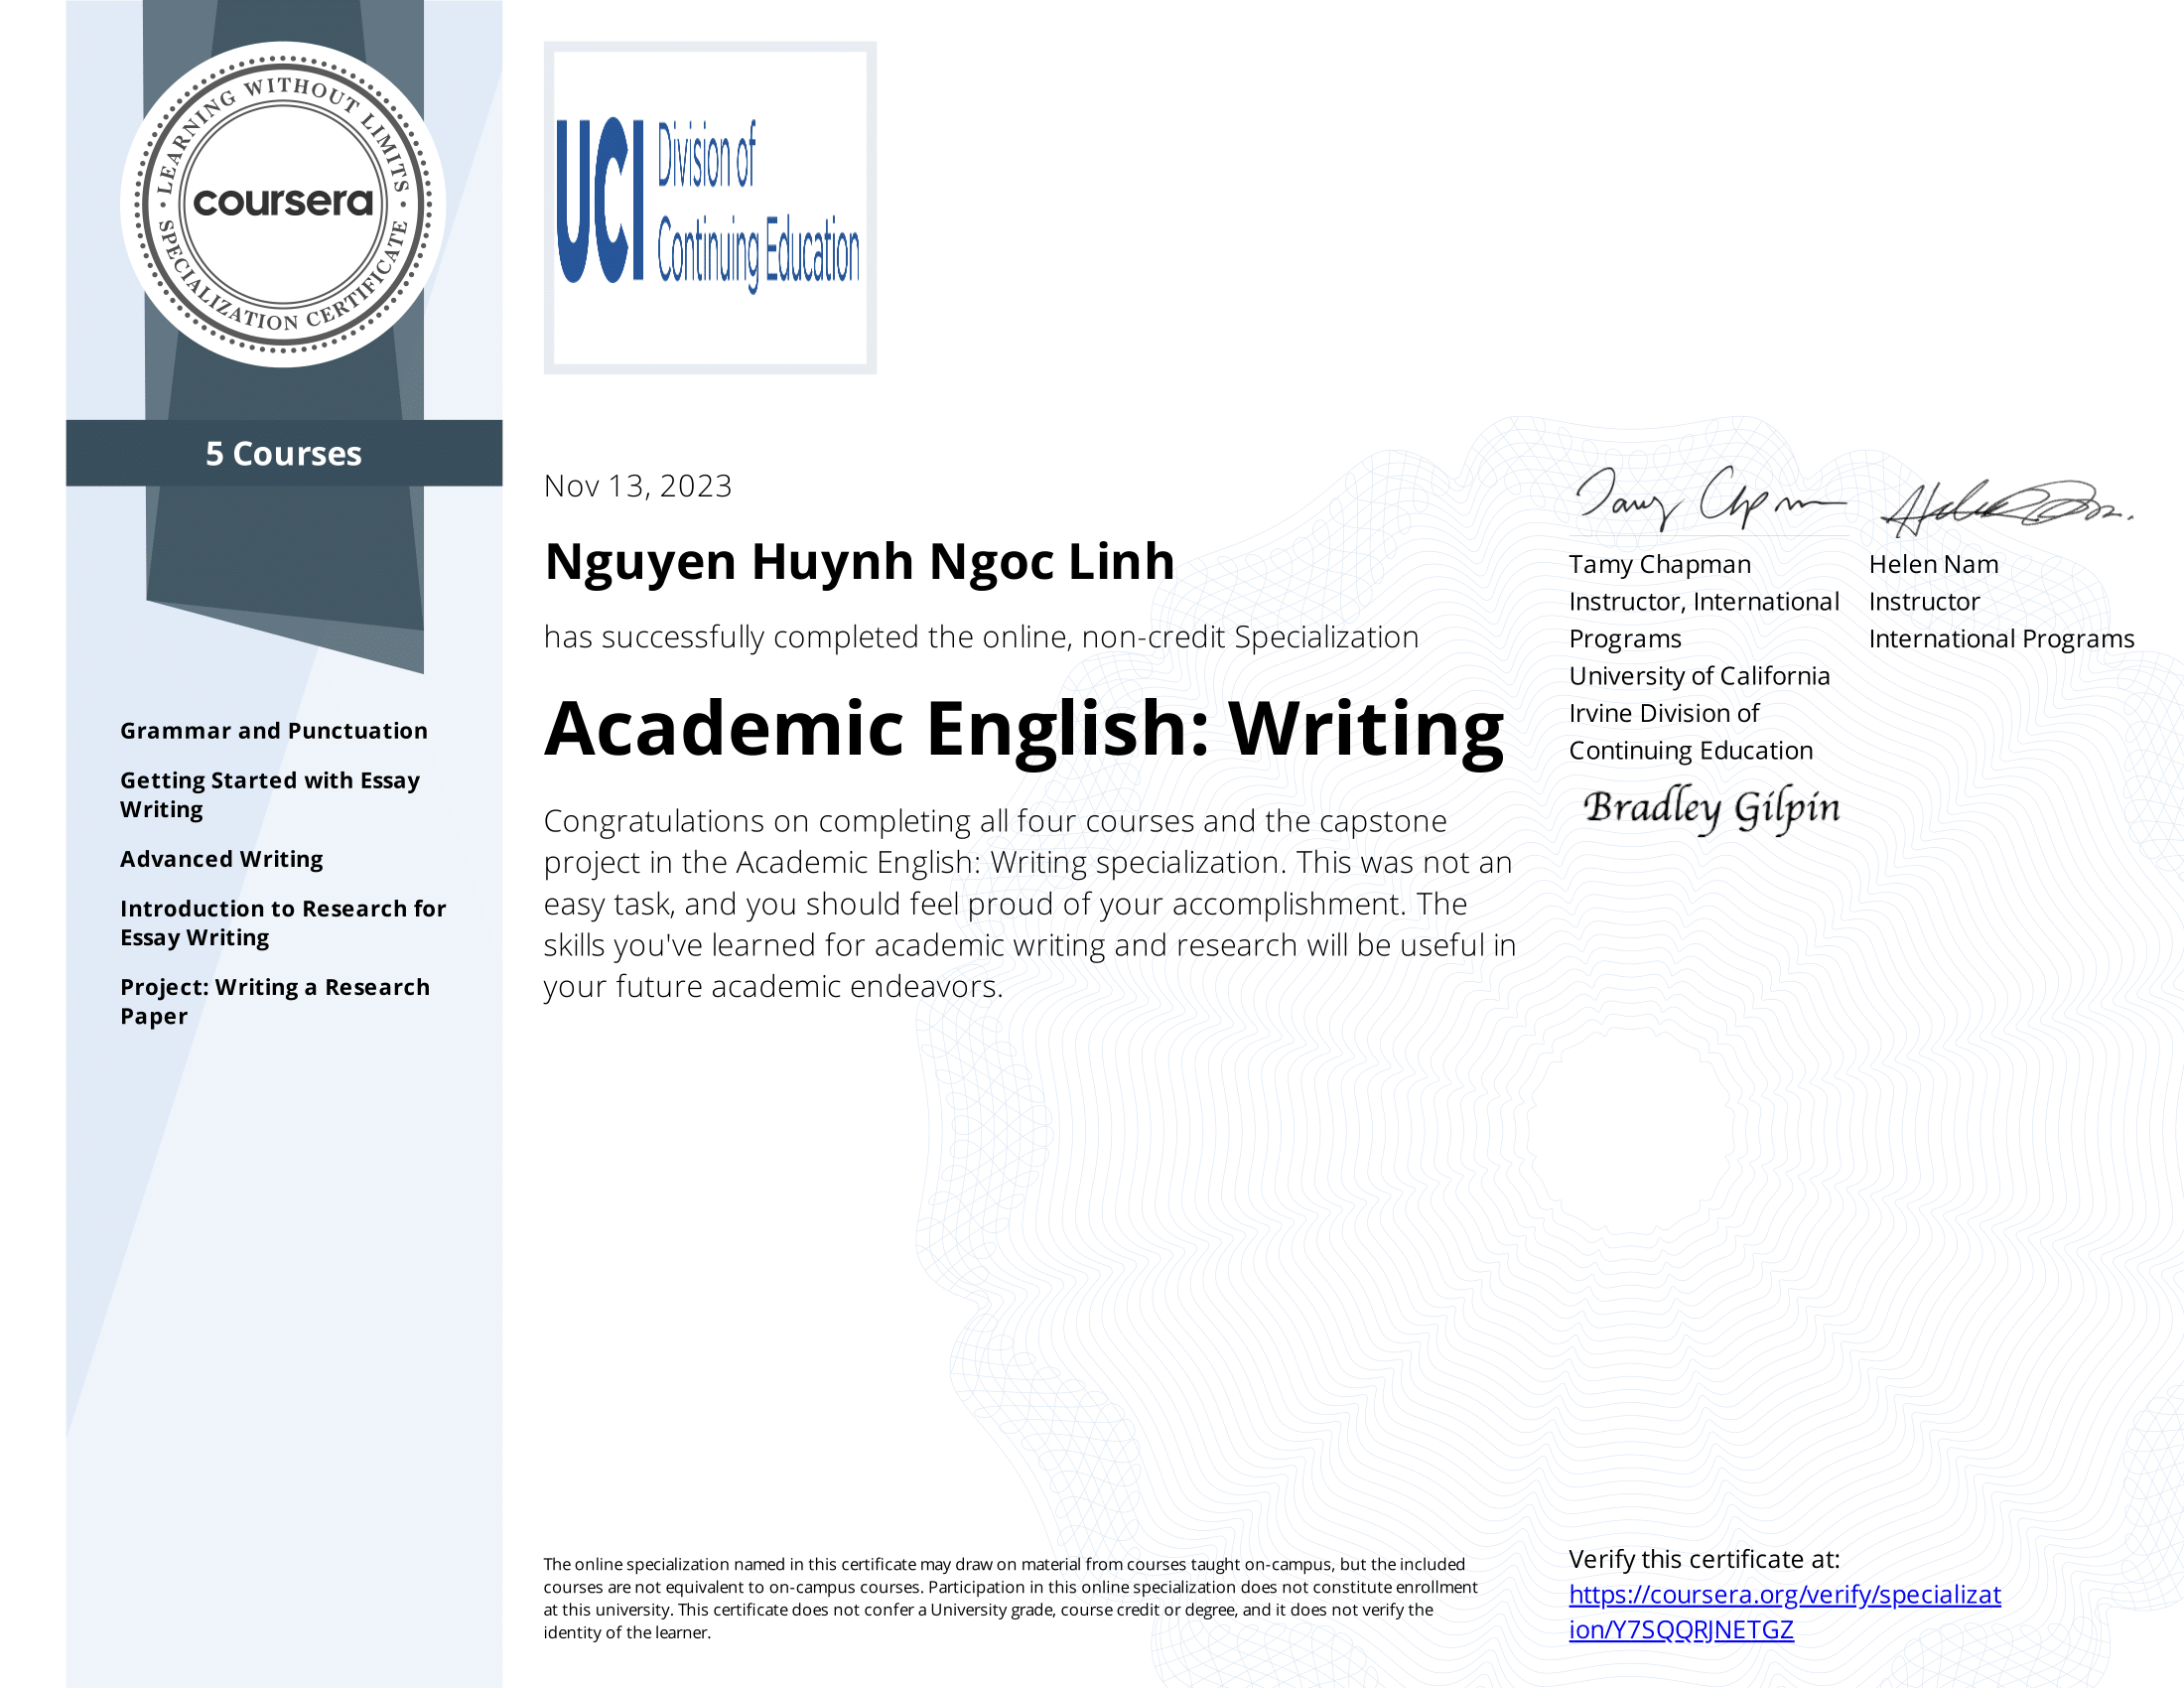 LEARNING WITHOUT LIMITS
coursera
SPECIALIZATION CERTIFICATE
5 Courses
Grammar and Punctuation
Getting Started with Essay
Writing
Advanced Writing
Introduction to Research for
Essay Writing
Project: Writing a Research
Paper
UCI Division of
Continuing Education
Nov 13, 2023
Nguyen Huynh Ngoc Linh
has successfully completed the online, non-credit Specialization
Academic English: Writing
Congratulations on completing all four courses and the capstone
project in the Academic English: Writing specialization. This was not an
easy task, and you should feel proud of your accomplishment. The
skills you've learned for academic writing and research will be useful in
your future academic endeavors.
Tamy Chapman
Instructor, International
Programs
University of California
Irvine Division of
Continuing Education
Helen Nam
Instructor
International Programs
Bradley Gilpin
The online specialization named in this certificate may draw on material from courses taught on-campus, but the included
courses are not equivalent to on-campus courses. Participation in this online specialization does not constitute enrollment
at this university. This certificate does not confer a University grade, course credit or degree, and it does not verify the
identity of the learner.
Verify this certificate at:
https://coursera.org/verify/specializat
ion/Y7SQQRJNETGZ